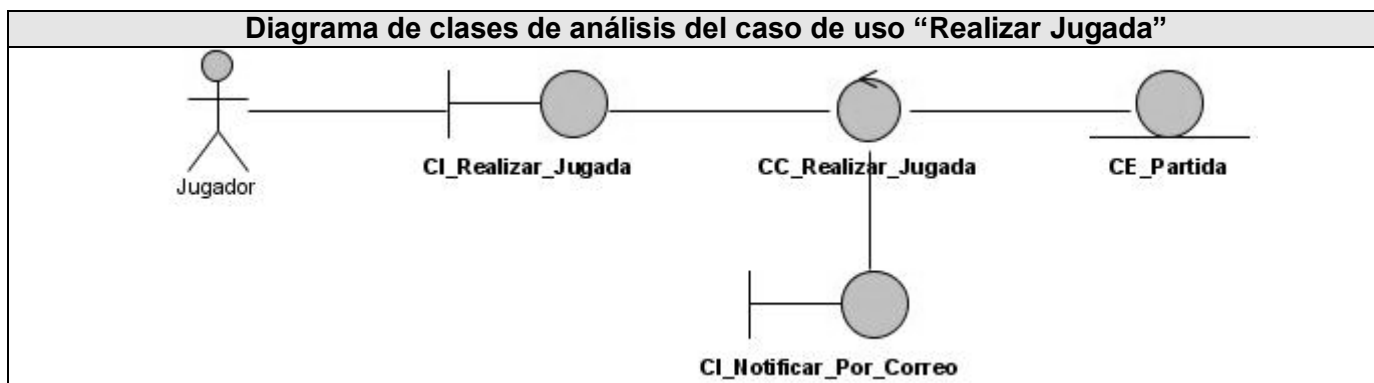 Diagrama de clases de análisis del caso de uso “Realizar Jugada”
Jugador
CI_Realizar_Jugada
CC_Realizar_Jugada
CE_Partida
CI_Notificar_Por_Correo